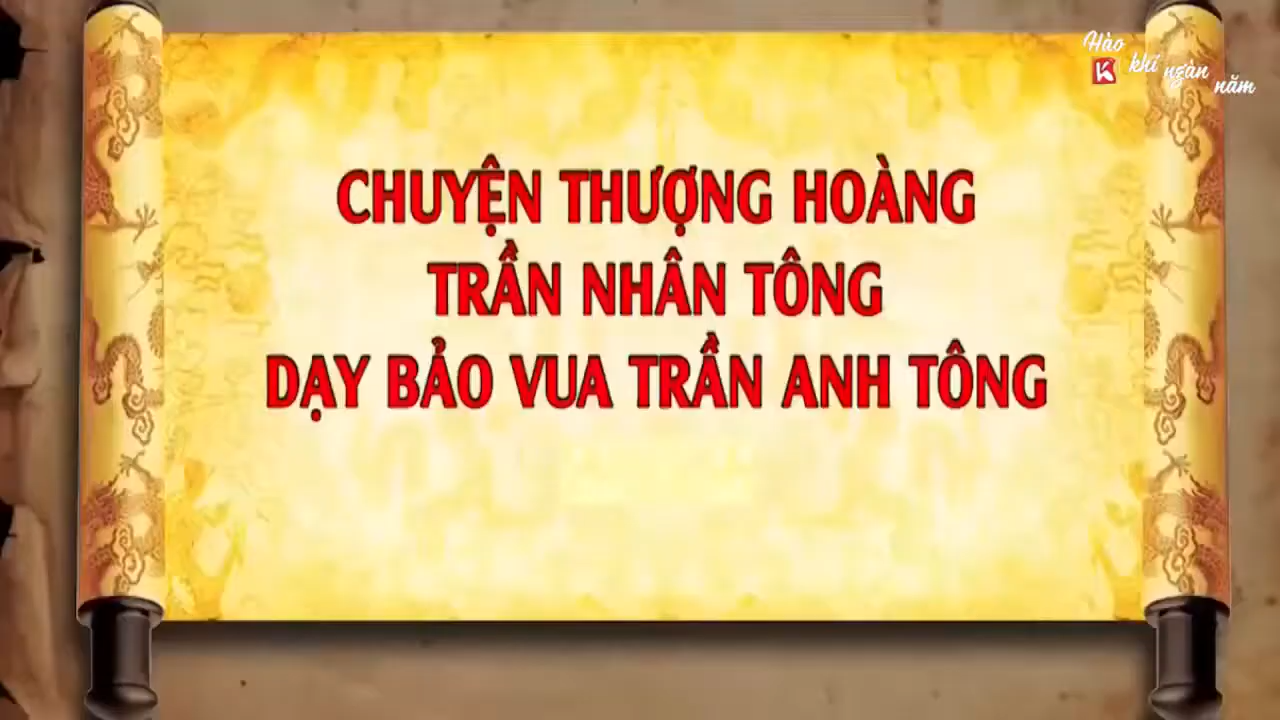 Hào
khí ngàn
năm
CHUYỆN THƯỢNG HOÀNG
TRẦN NHÂN TÔNG
DẠY BẢO VUA TRẦN ANH TÔNG